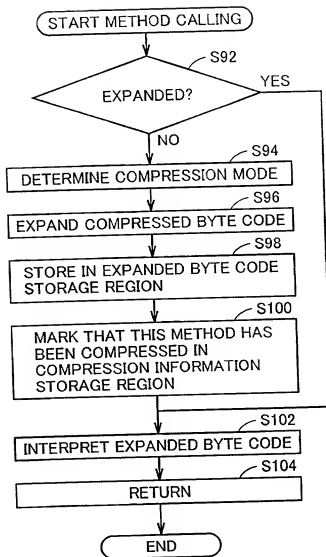 START METHOD CALLING
S92
EXPANDED?
YES
NO
S94
DETERMINE COMPRESSION MODE
S96
EXPAND COMPRESSED BYTE CODE
S98
STORE IN EXPANDED BYTE CODE
STORAGE REGION
S100
MARK THAT THIS METHOD HAS
BEEN COMPRESSED IN
COMPRESSION INFORMATION
STORAGE REGION
S102
INTERPRET EXPANDED BYTE CODE
S104
RETURN
END